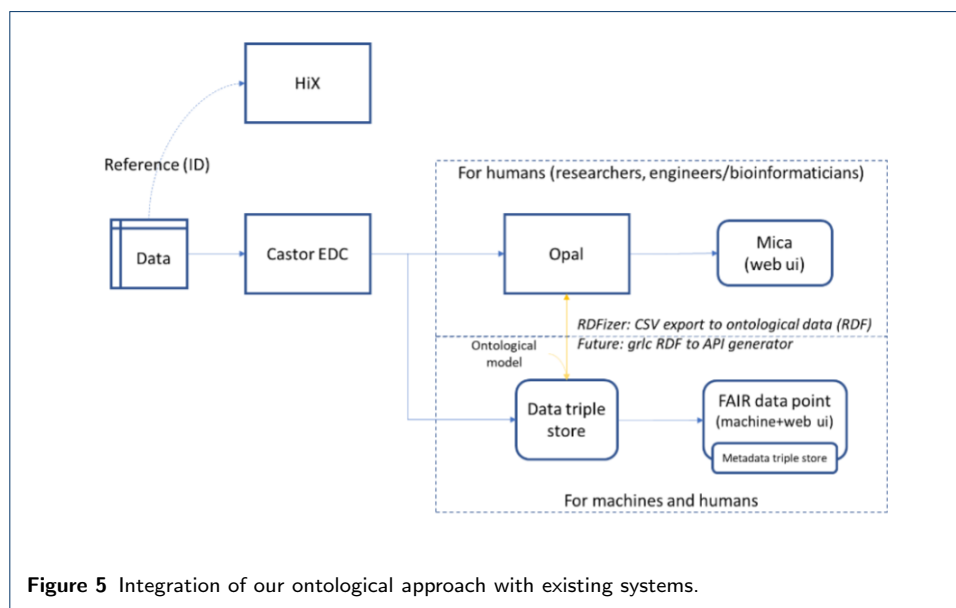 HiX
Reference (ID)
For humans (researchers, engineers/bioinformaticians)
Data
Castor EDC
Opal
Mica
(web ui)
RDFizer: CSV export to ontological data (RDF)
Future: grlc RDF to API generator
Ontological
model
Data triple
store
FAIR data point
(machine+web ui)
Metadata triple store
For machines and humans
Figure 5 Integration of our ontological approach with existing systems.